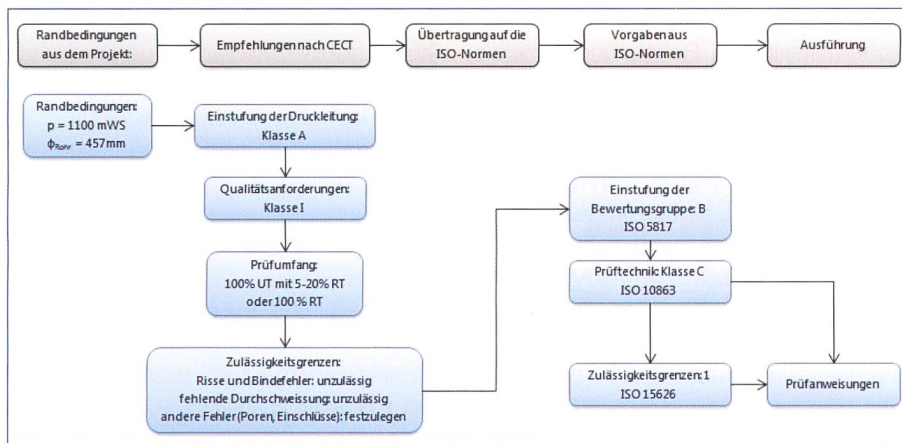 Randbedingungen
aus dem Projekt:
Empfehlungen nach CECT
Übertragung auf die
ISO-Normen
Vorgaben aus
ISO-Normen
Ausführung
Randbedingungen:
p = 1100 mWS
ϕRohr = 457mm
Einstufung der Druckleitung:
Klasse A
Qualitätsanforderungen:
Klasse I
Prüfumfang:
100% UT mit 5-20% RT
oder 100 % RT
Zulässigkeitsgrenzen:
Risse und Bindefehler: unzulässig
fehlende Durchschweissung: unzulässig
andere Fehler (Poren, Einschlüsse): festzulegen
Einstufung der
Bewertungsgruppe: B
ISO 5817
Prüftechnik: Klasse C
ISO 10863
Zulässigkeitsgrenzen: 1
ISO 15626
Prüfanweisungen